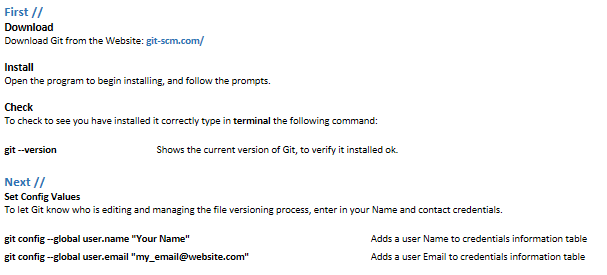 First //
Download
Download Git from the Website: git-scm.com/
Install
Open the program to begin installing, and follow the prompts.
Check
To check to see you have installed it correctly type in terminal the following command:
git --version Shows the current version of Git, to verify it installed ok.
Next //
Set Config Values
To let Git know who is editing and managing the file versioning process, enter in your Name and contact credentials.
git config --global user.name "Your Name" Adds a user Name to credentials information table
git config --global user.email "my_email@website.com" Adds a user Email to credentials information table